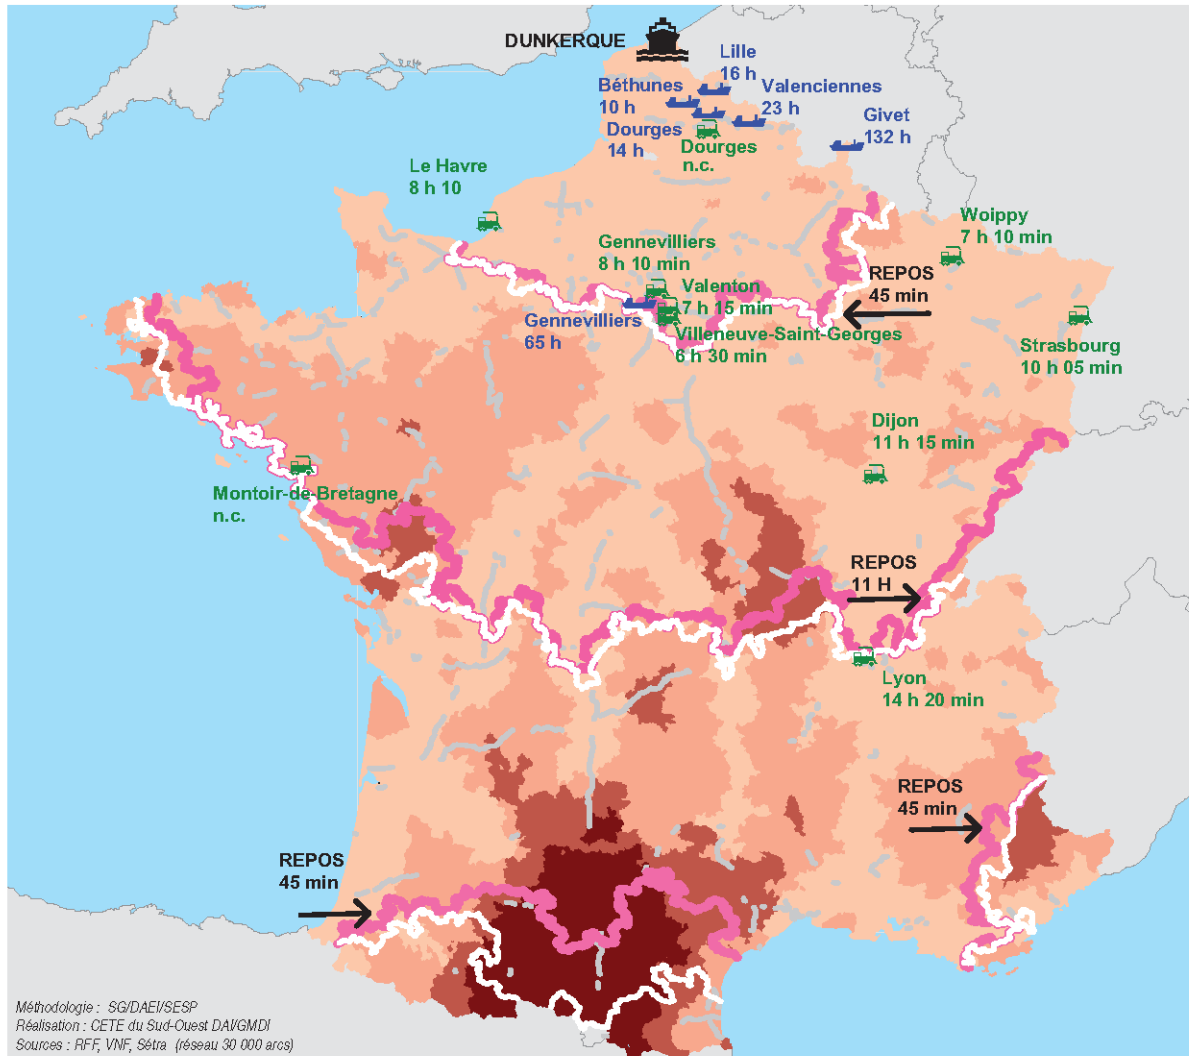 DUNKERQUE
Lille
16 h
Béthunes
10 h
Valenciennes
23 h
Givet
132 h
Dourges
14 h
Dourges
n.c.
Le Havre
8 h 10
Woippy
7 h 10 min
Gennevilliers
8 h 10 min
REPOS
45 min
Valenton
7 h 15 min
Gennevilliers
65 h
Villeneuve-Saint-Georges
6 h 30 min
Strasbourg
10 h 05 min
Dijon
11 h 15 min
Montoir-de-Bretagne
n.c.
REPOS
11 H
Lyon
14 h 20 min
REPOS
45 min
REPOS
45 min
Méthodologie : SG/DAEI/SESP
Réalisation : CETE du Sud-Ouest DAI/GMDI
Sources : RFF, VNF, Sétra (réseau 30 000 arcs)